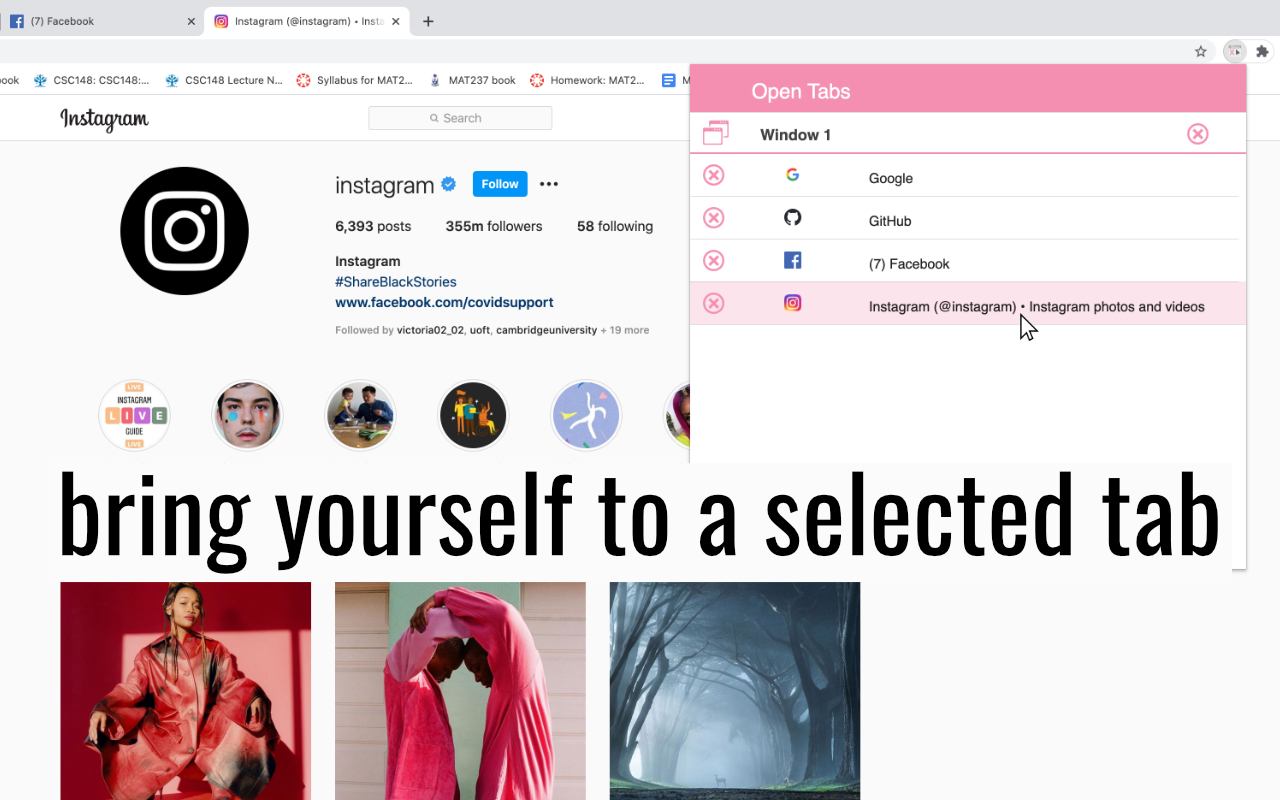 (7) Facebook
Instagram (@instagram) • Insta
ook
CSC148: CSC148:...
CSC148 Lecture N...
Syllabus for MAT2...
MAT237 book
Homework: MAT2...
M
Open Tabs
Instagram
Search
Window 1
instagram
Follow
Google
6,393 posts
355m followers
58 following
GitHub
Instagram
#ShareBlackStories
(7) Facebook
www.facebook.com/covidsupport
Instagram (@instagram) • Instagram photos and videos
Followed by victoria02_02, uoft, cambridgeuniversity + 19 more
LIVE
INSTAGRAM
LIVE
GUIDE
LIVE
bring yourself to a selected tab